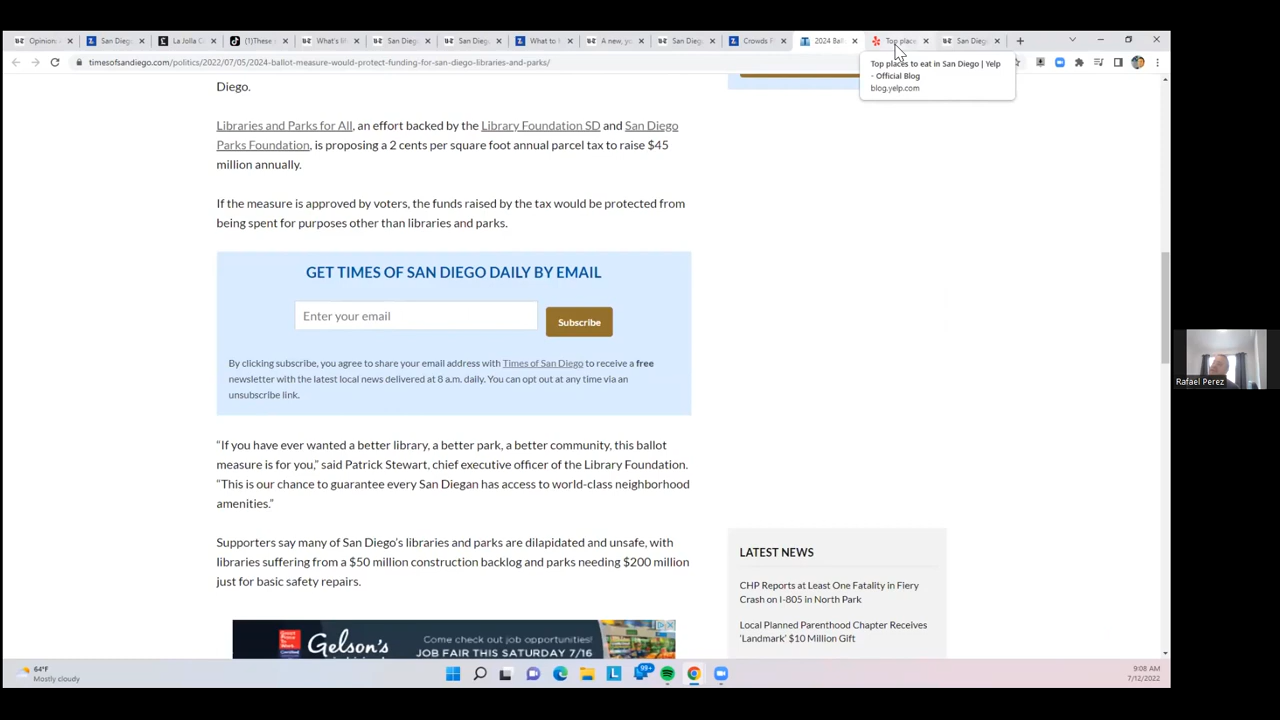 Opinion
San Dieg
La Jolla C
(1)These
What's li
San Dieg
San Dieg
What to
A new, yo
San Dieg
Crowds F
2024 Ball
Top place
San Dieg
timesofsandiego.com/politics/2022/07/05/2024-ballot-measure-would-protect-funding-for-san-diego-libraries-and-parks/
Top places to eat in San Diego | Yelp
- Official Blog
blog.yelp.com
Diego.
Libraries and Parks for All, an effort backed by the Library Foundation SD and San Diego
Parks Foundation, is proposing a 2 cents per square foot annual parcel tax to raise $45
million annually.
If the measure is approved by voters, the funds raised by the tax would be protected from
being spent for purposes other than libraries and parks.
GET TIMES OF SAN DIEGO DAILY BY EMAIL
Enter your email
Subscribe
By clicking subscribe, you agree to share your email address with Times of San Diego to receive a free
newsletter with the latest local news delivered at 8 a.m. daily. You can opt out at any time via an
unsubscribe link.
“If you have ever wanted a better library, a better park, a better community, this ballot
measure is for you,” said Patrick Stewart, chief executive officer of the Library Foundation.
“This is our chance to guarantee every San Diegan has access to world-class neighborhood
amenities.”
Supporters say many of San Diego’s libraries and parks are dilapidated and unsafe, with
libraries suffering from a $50 million construction backlog and parks needing $200 million
just for basic safety repairs.
Gelson's
Come check out job opportunities!
JOB FAIR THIS SATURDAY 7/16
LATEST NEWS
CHP Reports at Least One Fatality in Fiery
Crash on I-805 in North Park
Local Planned Parenthood Chapter Receives
‘Landmark’ $10 Million Gift
Rafael Perez
64°F
Mostly cloudy
99+
9:08 AM
7/12/2022